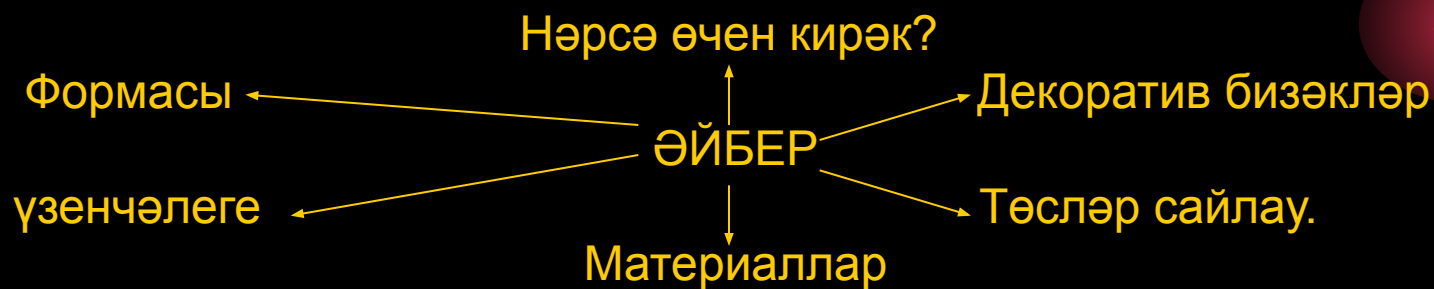 Нәрсә өчен кирәк?
Формасы
Декоратив бизәкләр
ӘЙБЕР
үзенчәлеге
Төсләр сайлау.
Материаллар